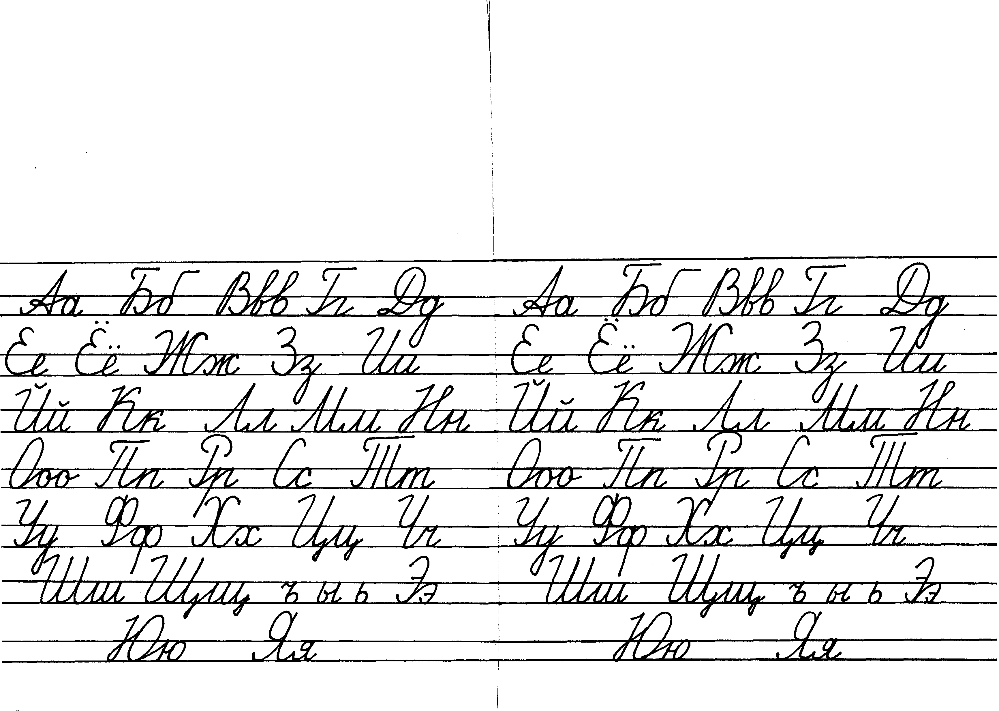 Аа Бб Ввв Гг Дд Аа Бб Ввв Гг Дд
Ее Ёё Жж Зз Ии Ее Ёё Жж Зз Ии
Йй Кк Лл Мм Нн Йй Кк Лл Мм Нн
Ооо Пп Рр Сс Тт Ооо Пп Рр Сс Тт
Уу Фф Хх Цц Чч Уу Фф Хх Цц Чч
Шш Щщ ъ ы ь Ээ Шш Щщ ъ ы ь Ээ
Юю Яя Юю Яя